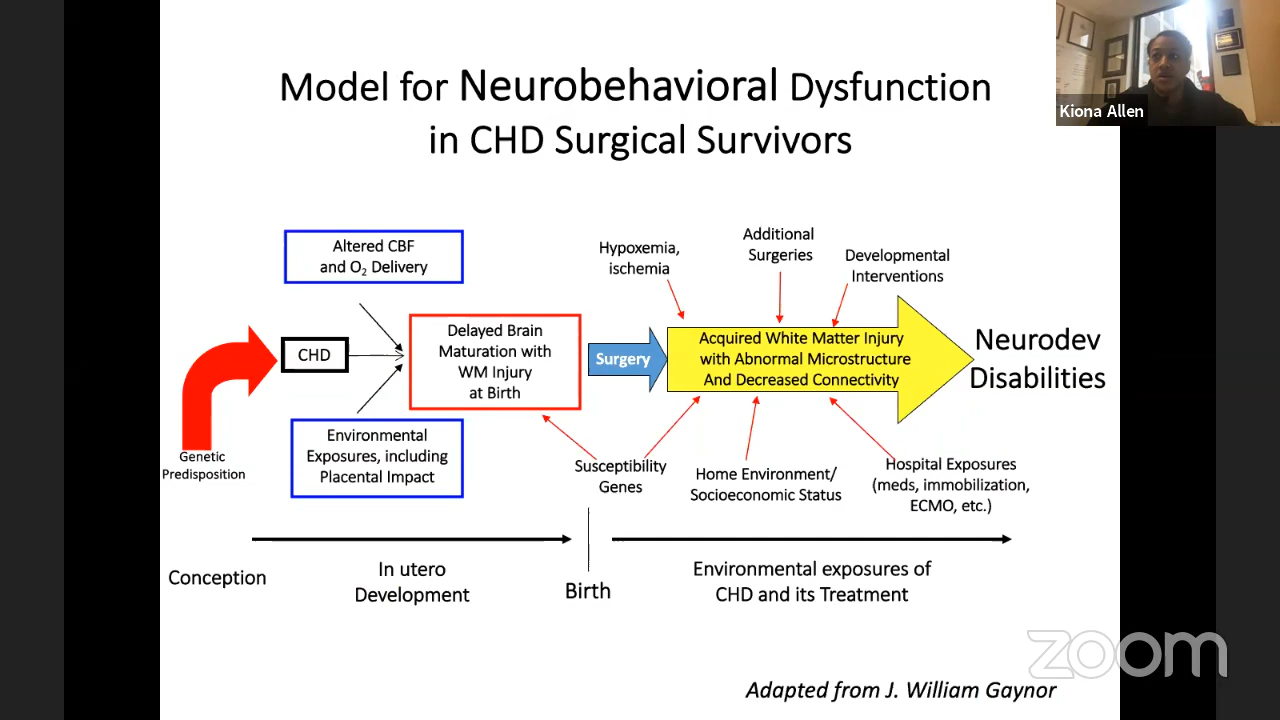 Model for Neurobehavioral Dysfunction
in CHD Surgical Survivors
Kiona Allen
Altered CBF
and O₂ Delivery
Hypoxemia,
ischemia
Additional
Surgeries
Developmental
Interventions
CHD
Delayed Brain
Maturation with
WM Injury
at Birth
Surgery
Acquired White Matter Injury
with Abnormal Microstructure
And Decreased Connectivity
Neurodev
Disabilities
Genetic
Predisposition
Environmental
Exposures, including
Placental Impact
Susceptibility
Genes
Home Environment/
Socioeconomic Status
Hospital Exposures
(meds, immobilization,
ECMO, etc.)
Conception
In utero
Development
Birth
Environmental exposures of
CHD and its Treatment
zoom
Adapted from J. William Gaynor